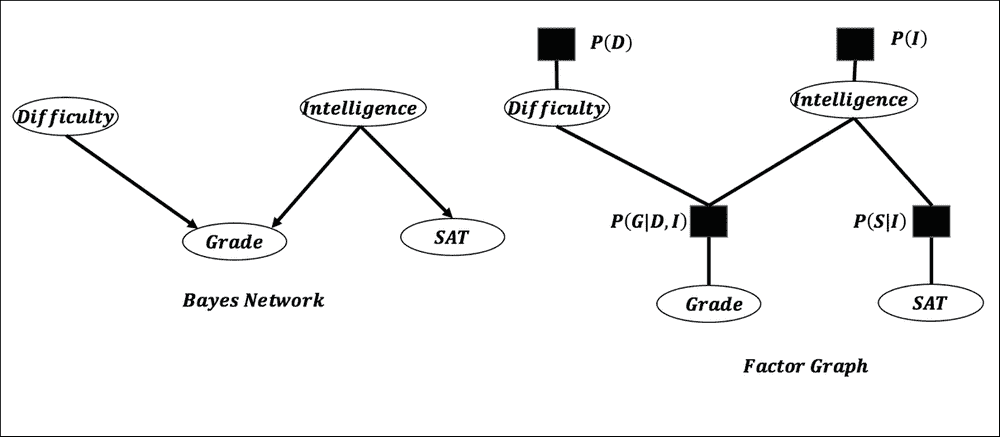 Difficulty
Intelligence
Grade
SAT
Bayes Network
P(D)
P(I)
Difficulty
Intelligence
P(G|D,I)
P(S|I)
Grade
SAT
Factor Graph